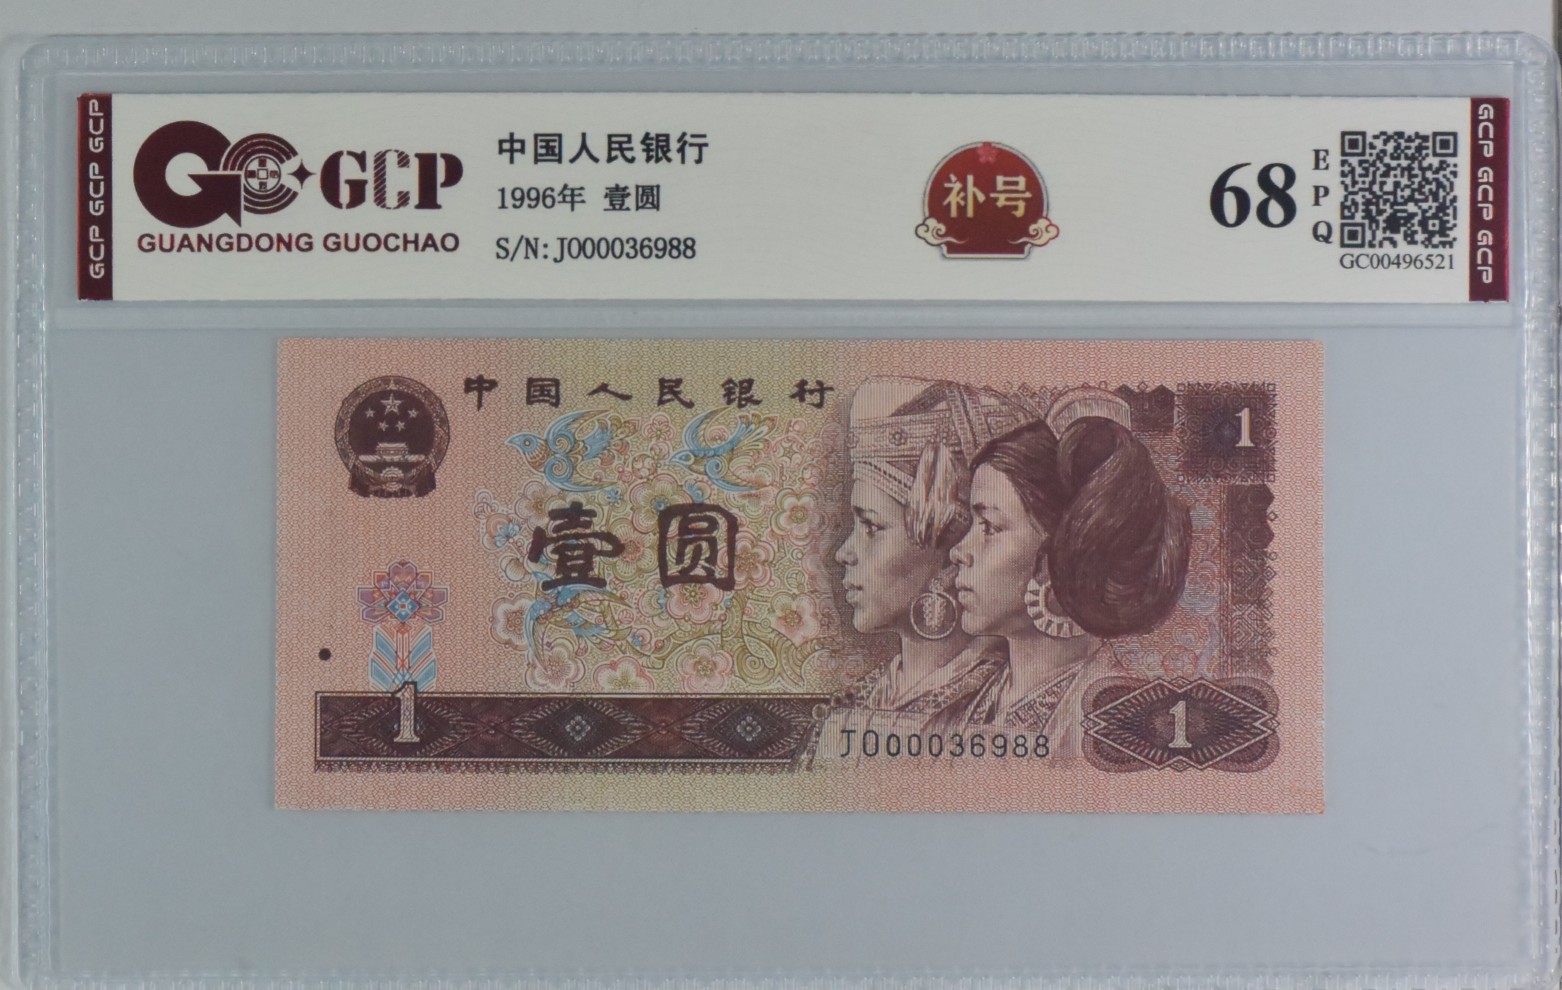 GCP GCP GCP
GCP
GUANGDONG GUOCHAO
中国人民银行
1996年 壹圆
S/N:J000036988
补号
68
EPQ
GC00496521
GCP GCP GCP
中国人民银行
1
壹圆
1
J000036988
1